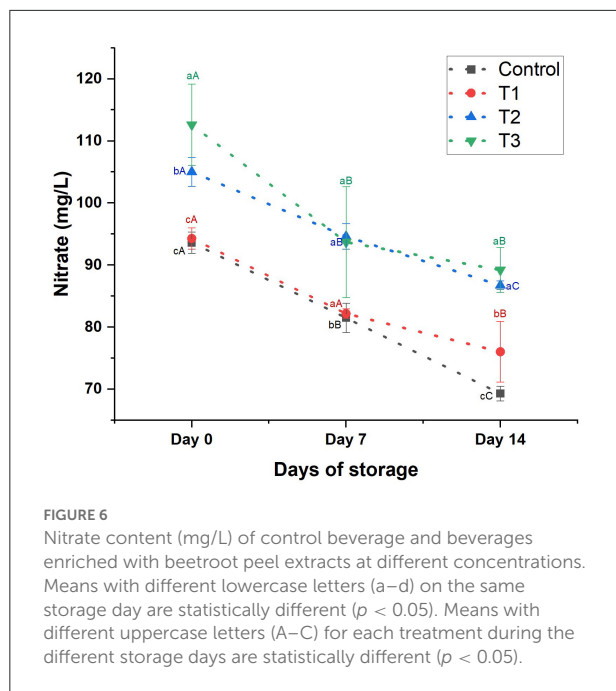 Control
T1
T2
T3
120
110
100
90
80
70
Nitrate (mg/L)
aA
bA
cA
cA
aB
aB
aA
bB
aB
aC
bB
cC
Day 0 Day 7 Day 14
Days of storage
FIGURE 6
Nitrate content (mg/L) of control beverage and beverages
enriched with beetroot peel extracts at different concentrations.
Means with different lowercase letters (a–d) on the same
storage day are statistically different (p < 0.05). Means with
different uppercase letters (A–C) for each treatment during the
different storage days are statistically different (p < 0.05).